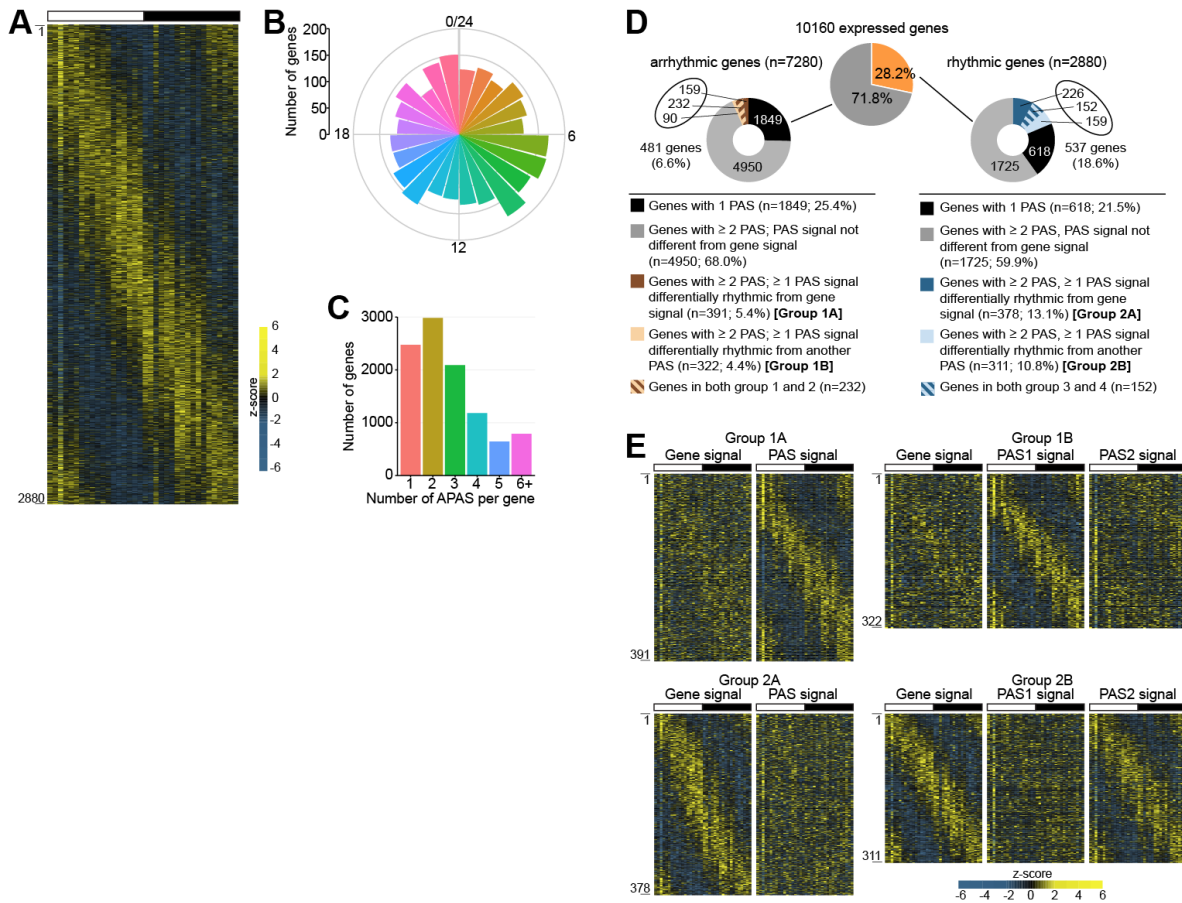 A
1
2880
z-score
6
4
2
0
-2
-4
-6
B
Number of genes
200
150
100
50
0
0/24
6
12
18
C
Number of genes
3000
2000
1000
0
1 2 3 4 5 6+
Number of APAS per gene
D
10160 expressed genes
arrhythmic genes (n=7280)
rhythmic genes (n=2880)
28.2%
71.8%
159
232
90
1849
4950
481 genes
(6.6%)
226
152
159
618
1725
537 genes
(18.6%)
Genes with 1 PAS (n=1849; 25.4%)
Genes with ≥ 2 PAS; PAS signal not
different from gene signal
(n=4950; 68.0%)
Genes with ≥ 2 PAS; ≥ 1 PAS signal
differentially rhythmic from gene
signal (n=391; 5.4%) [Group 1A]
Genes with ≥ 2 PAS; ≥ 1 PAS signal
differentially rhythmic from another
PAS (n=322; 4.4%) [Group 1B]
Genes in both group 1 and 2 (n=232)
Genes with 1 PAS (n=618; 21.5%)
Genes with ≥ 2 PAS, PAS signal not
different from gene signal
(n=1725; 59.9%)
Genes with ≥ 2 PAS, ≥ 1 PAS signal
differentially rhythmic from gene
signal (n=378; 13.1%) [Group 2A]
Genes with ≥ 2 PAS, ≥ 1 PAS signal
differentially rhythmic from another
PAS (n=311; 10.8%) [Group 2B]
Genes in both group 3 and 4 (n=152)
E
Group 1A
Gene signal PAS signal
1
391
Group 1B
Gene signal PAS1 signal PAS2 signal
1
322
Group 2A
Gene signal PAS signal
1
378
Group 2B
Gene signal PAS1 signal PAS2 signal
1
311
z-score
-6 -4 -2 0 2 4 6